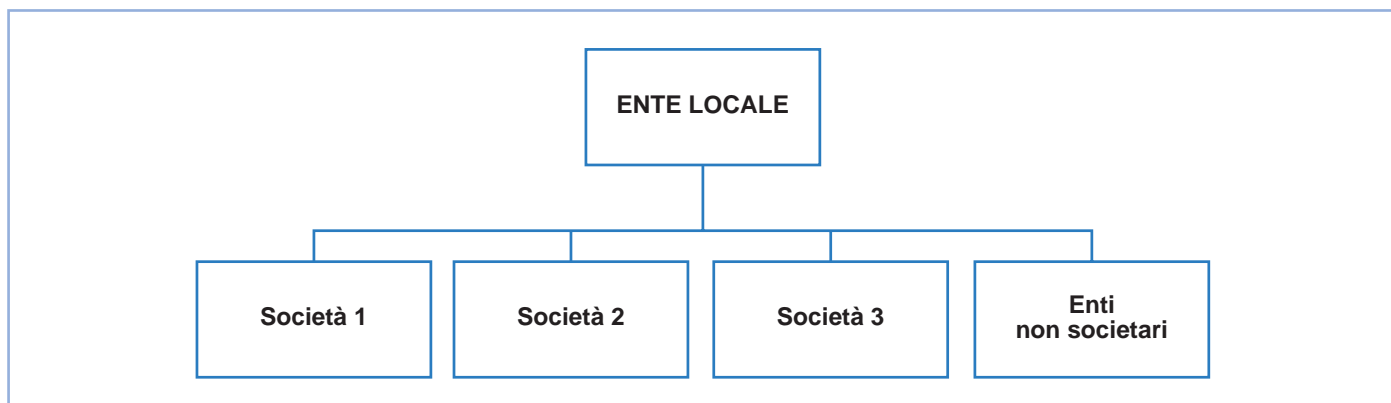 ENTE LOCALE
Società 1
Società 2
Società 3
Enti
non societari